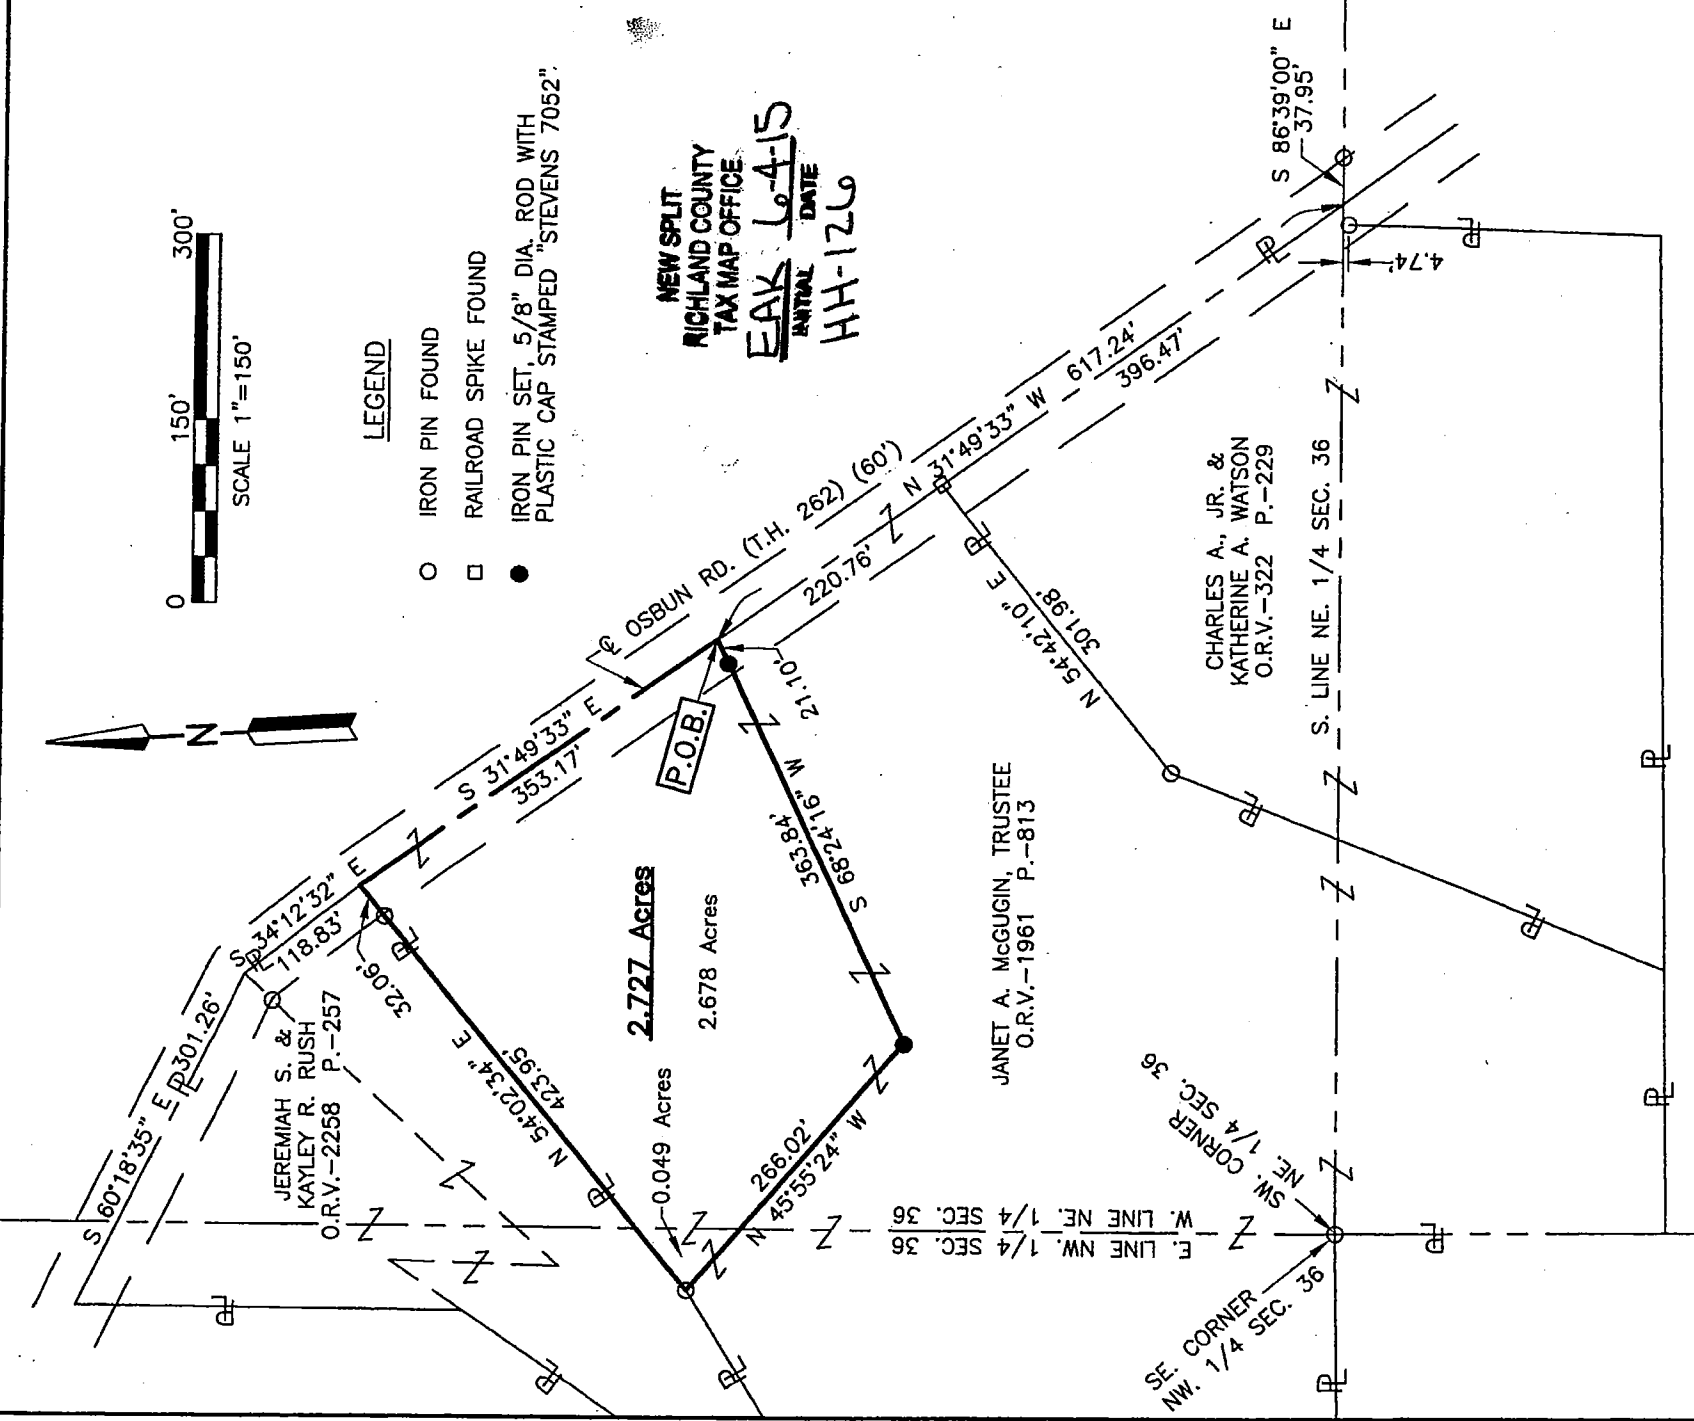 0 150' 300'
SCALE 1"=150'
LEGEND
IRON PIN FOUND
RAILROAD SPIKE FOUND
IRON PIN SET, 5/8" DIA. ROD WITH
PLASTIC CAP STAMPED "STEVENS 7052".
NEW SPLIT
RICHLAND COUNTY
TAX MAP OFFICE
EAK 6-4-15
INITIAL DATE
HH-126
N
S 60°18'35" E
301.26'
S 34°12'32" E
118.83'
JEREMIAH S. &
KAYLEY R. RUSH
O.R.V.-2258 P.-257
32.06'
S 31°49'33" E
353.17'
℄ OSBUN RD. (T.H. 262) (60')
P.O.B.
21.10'
220.76'
N 31°49'33" W 617.24'
396.47'
S 86°39'00" E
37.95'
4.74'
N 54°02'34" E
423.95'
2.727 Acres
2.678 Acres
0.049 Acres
363.84'
S 68°24'16" W
266.02'
N 45°55'24" W
N 54°42'10" E
301.98'
CHARLES A., JR. &
KATHERINE A. WATSON
O.R.V.-322 P.-229
JANET A. McGUGIN, TRUSTEE
O.R.V.-1961 P.-813
S. LINE NE. 1/4 SEC. 36
W. LINE NE. 1/4 SEC. 36
E. LINE NW. 1/4 SEC. 36
SW. CORNER
NE. 1/4 SEC. 36
SE. CORNER
NW. 1/4 SEC. 36